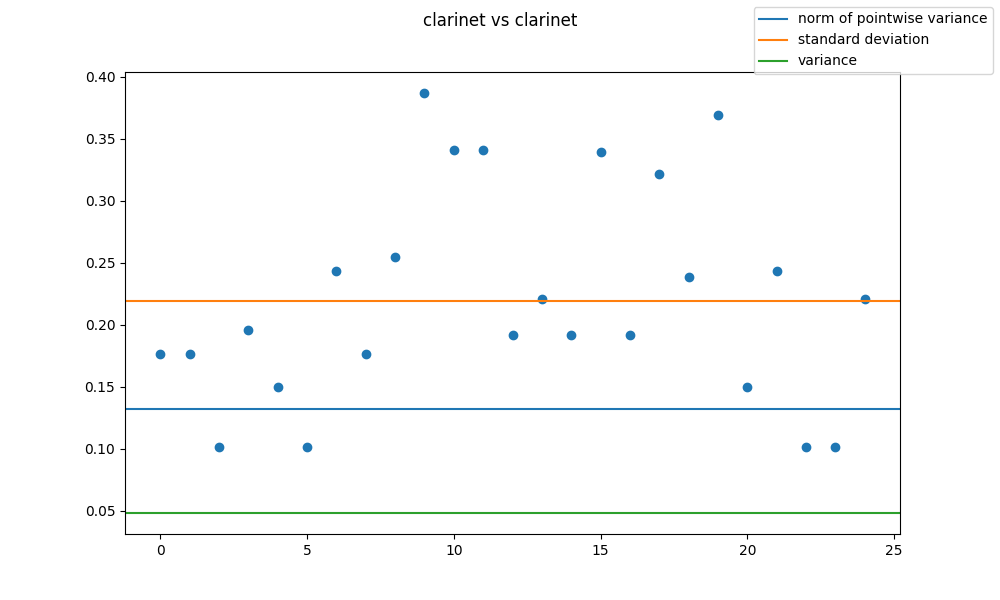 clarinet vs clarinet
norm of pointwise variance
standard deviation
variance
0.40
0.35
0.30
0.25
0.20
0.15
0.10
0.05
0 5 10 15 20 25